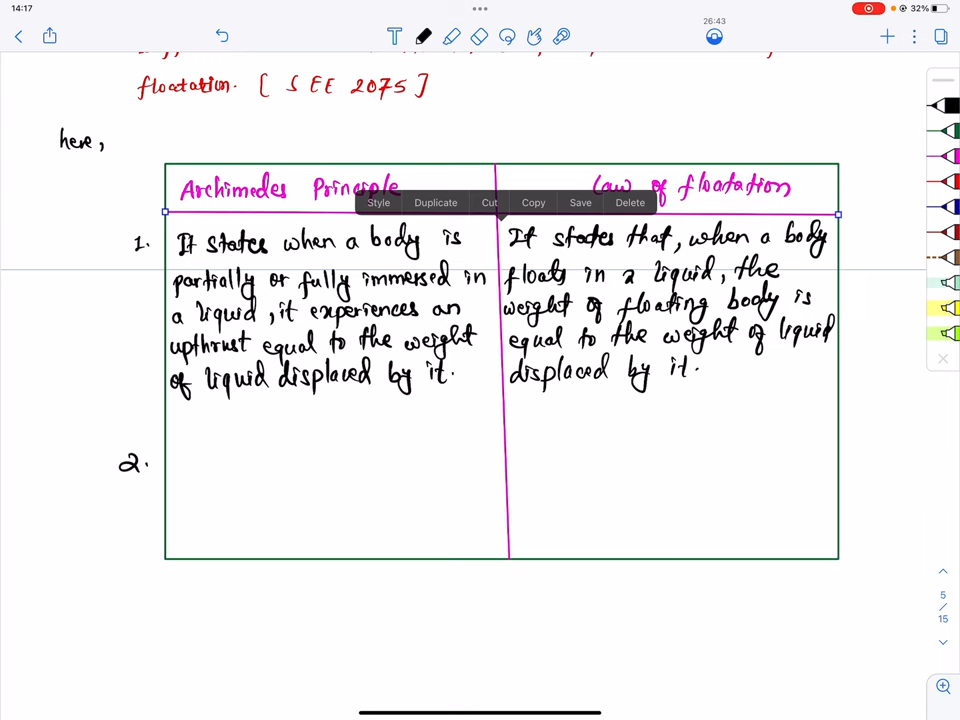 14:17
26:43
32%
floatation. [ SEE 2075 ]
here,
Archimedes Principle
Law of floatation
Style Duplicate Cut Copy Save Delete
1.
It states when a body is
partially or fully immersed in
a liquid, it experiences an
upthrust equal to the weight
of liquid displaced by it.
It states that, when a body
floats in a liquid, the
weight of floating body is
equal to the weight of liquid
displaced by it.
2.
5
/
15